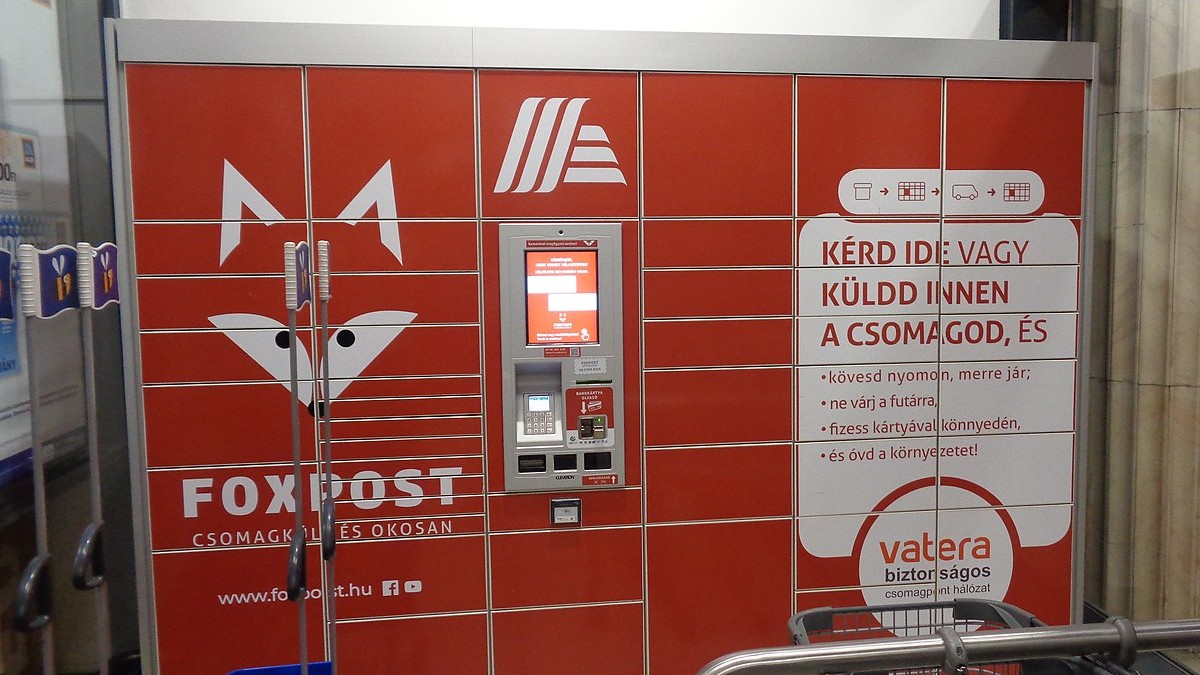 FOXPOST
CSOMAGKÜLDÉS OKOSAN
www.foxpost.hu
BANKKÁRTYA
OLVASÓ
CLEVERON
KÉRD IDE VAGY
KÜLDD INNEN
A CSOMAGOD, ÉS
•kövesd nyomon, merre jár;
•ne várj a futárra,
•fizess kártyával könnyedén,
•és óvd a környezetet!
vatera
biztonságos
csomagpont hálózat